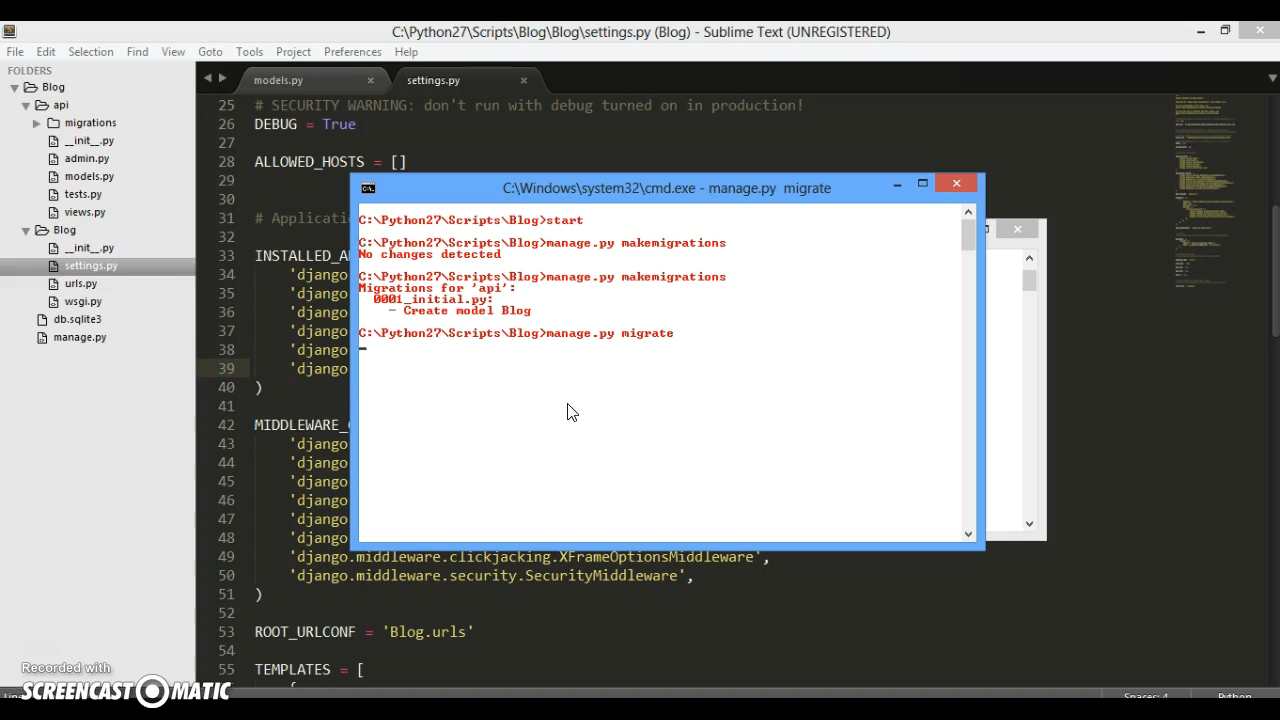 C:\Python27\Scripts\Blog\Blog\settings.py (Blog) - Sublime Text (UNREGISTERED)
File Edit Selection Find View Goto Tools Project Preferences Help
FOLDERS
Blog
api
migrations
__init__.py
admin.py
models.py
tests.py
views.py
Blog
__init__.py
settings.py
urls.py
wsgi.py
db.sqlite3
manage.py
models.py
settings.py
25 # SECURITY WARNING: don't run with debug turned on in production!
26 DEBUG = True
27
28 ALLOWED_HOSTS = []
29
30
31 # Applicatio
32
33 INSTALLED_A
34 'django
35 'django
36 'django
37 'django
38 'django
39 'django
40 )
41
42 MIDDLEWARE_
43 'django
44 'django
45 'django
46 'django
47 'django
48 'django
49 'django.middleware.clickjacking.XFrameOptionsMiddleware',
50 'django.middleware.security.SecurityMiddleware',
51 )
52
53 ROOT_URLCONF = 'Blog.urls'
54
55 TEMPLATES = [
C:\Windows\system32\cmd.exe - manage.py migrate
C:\Python27\Scripts\Blog>start
C:\Python27\Scripts\Blog>manage.py makemigrations
No changes detected
C:\Python27\Scripts\Blog>manage.py makemigrations
Migrations for 'api':
0001_initial.py:
- Create model Blog
C:\Python27\Scripts\Blog>manage.py migrate
Recorded with
SCREENCAST-O-MATIC
Spaces: 4 Python